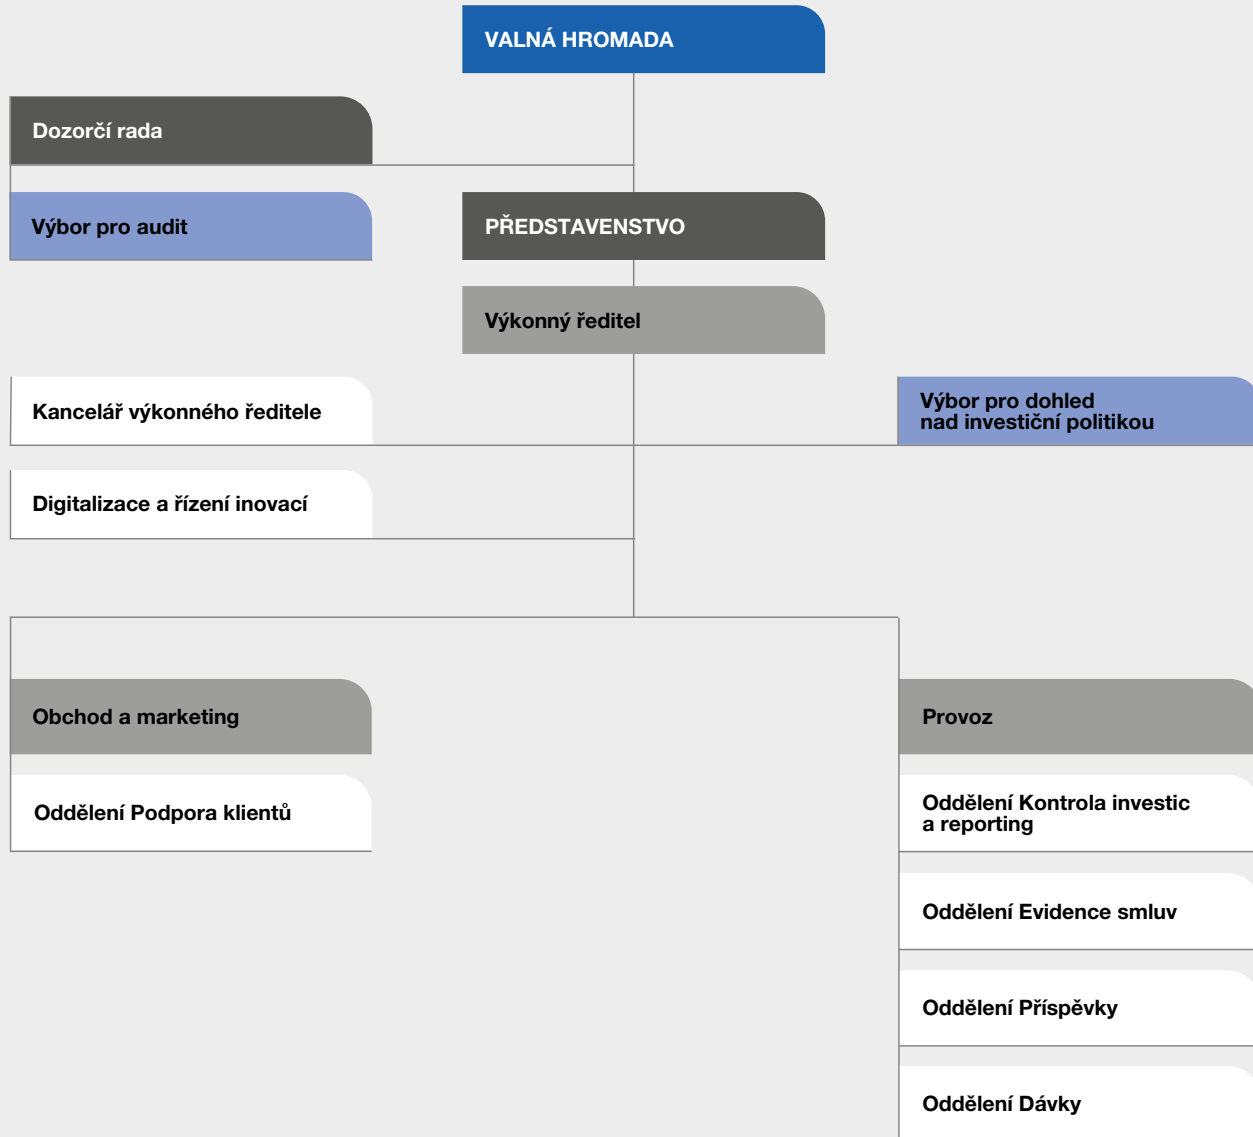 VALNÁ HROMADA
Dozorčí rada
Výbor pro audit
PŘEDSTAVENSTVO
Výkonný ředitel
Kancelář výkonného ředitele
Výbor pro dohled
nad investiční politikou
Digitalizace a řízení inovací
Obchod a marketing
Provoz
Oddělení Podpora klientů
Oddělení Kontrola investic
a reporting
Oddělení Evidence smluv
Oddělení Příspěvky
Oddělení Dávky